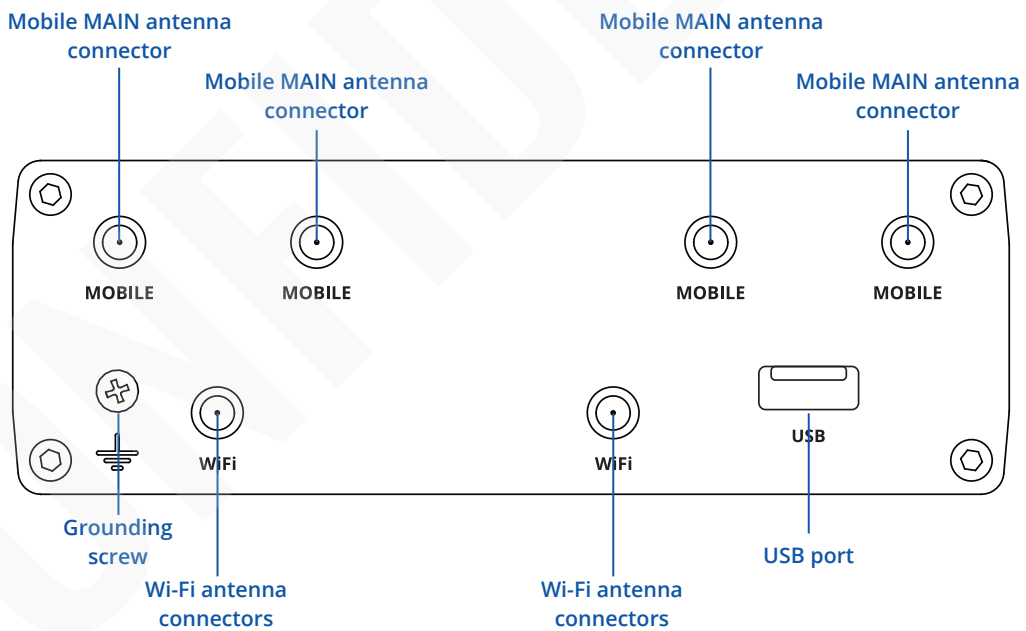 Mobile MAIN antenna
connector
Mobile MAIN antenna
connector
Mobile MAIN antenna
connector
Mobile MAIN antenna
connector
MOBILE
MOBILE
MOBILE
MOBILE
WiFi
WiFi
USB
Grounding
screw
Wi-Fi antenna
connectors
Wi-Fi antenna
connectors
USB port